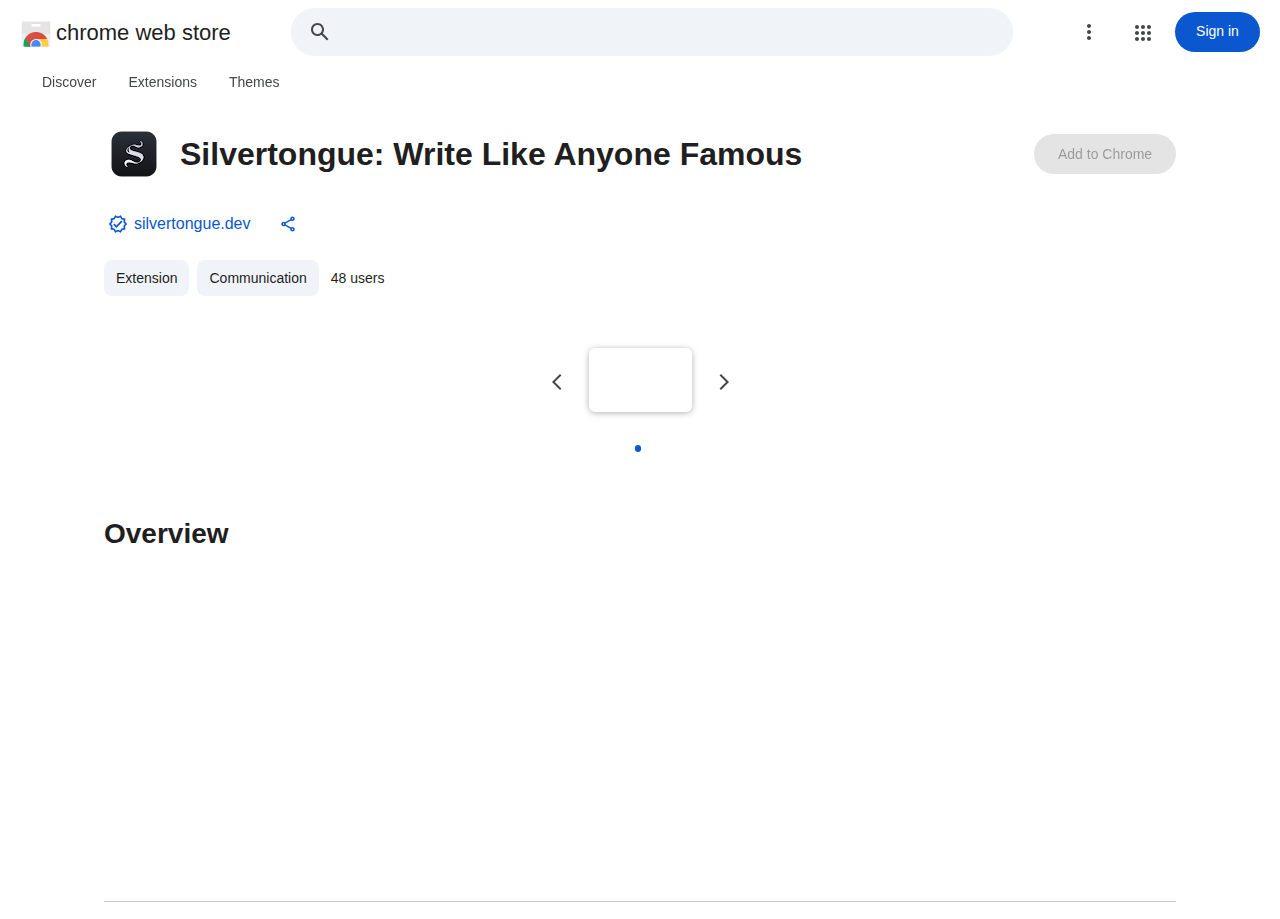 chrome web store
Sign in
Discover
Extensions
Themes
Silvertongue: Write Like Anyone Famous
Add to Chrome
silvertongue.dev
Extension
Communication
48 users
Overview